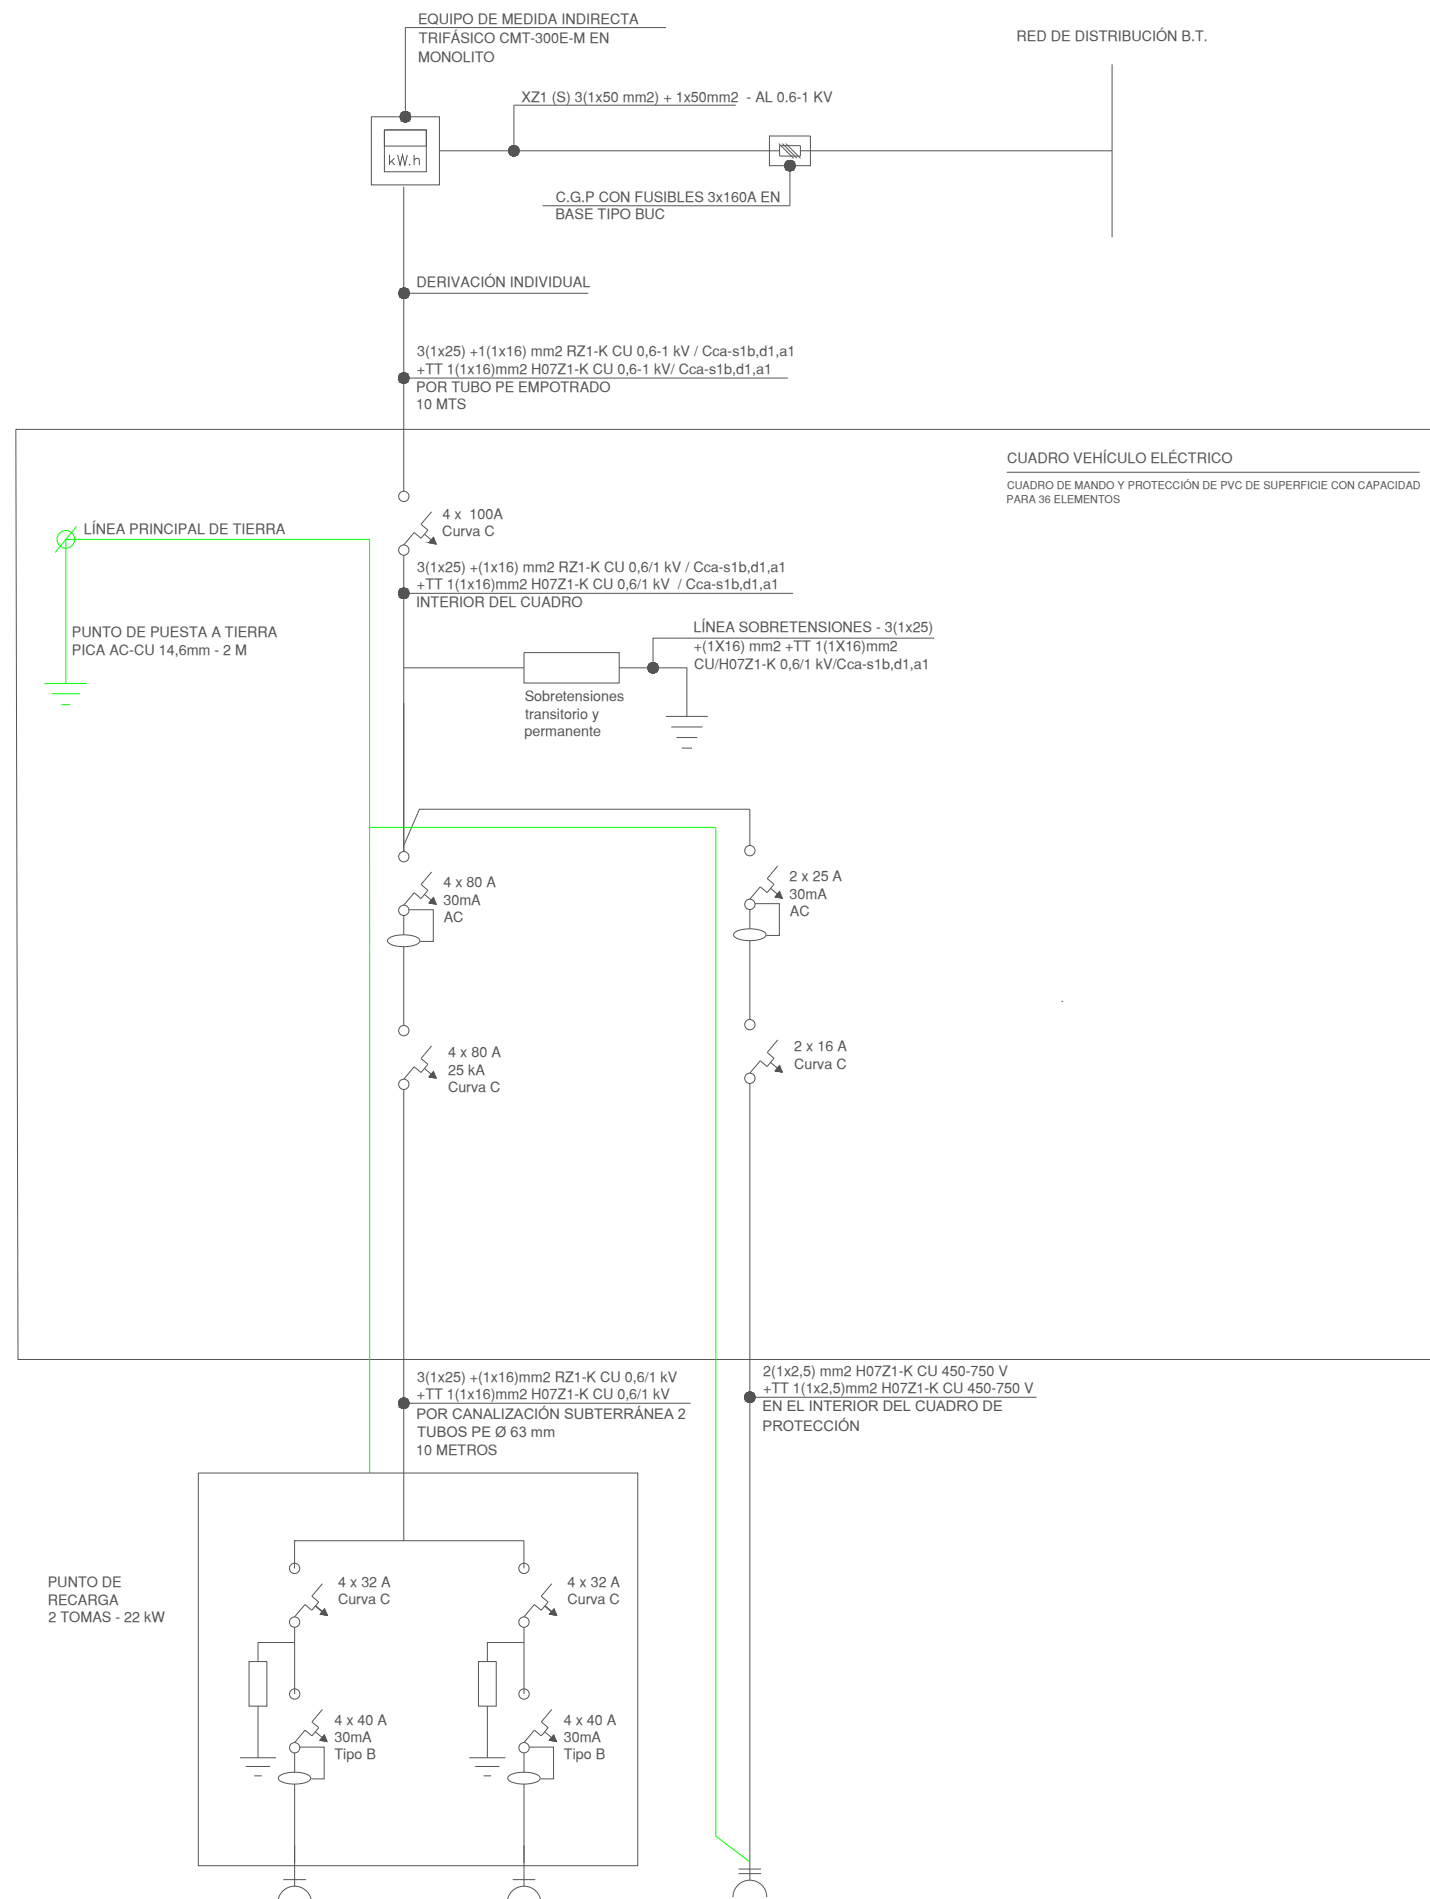 EQUIPO DE MEDIDA INDIRECTA
TRIFÁSICO CMT-300E-M EN
MONOLITO
RED DE DISTRIBUCIÓN B.T.
XZ1 (S) 3(1x50 mm2) + 1x50mm2 - AL 0.6-1 KV
kW.h
C.G.P CON FUSIBLES 3x160A EN
BASE TIPO BUC
DERIVACIÓN INDIVIDUAL
3(1x25) +1(1x16) mm2 RZ1-K CU 0,6-1 kV / Cca-s1b,d1,a1
+TT 1(1x16)mm2 H07Z1-K CU 0,6-1 kV/ Cca-s1b,d1,a1
POR TUBO PE EMPOTRADO
10 MTS
CUADRO VEHÍCULO ELÉCTRICO
CUADRO DE MANDO Y PROTECCIÓN DE PVC DE SUPERFICIE CON CAPACIDAD
PARA 36 ELEMENTOS
4 x 100A
Curva C
LÍNEA PRINCIPAL DE TIERRA
3(1x25) +(1x16) mm2 RZ1-K CU 0,6/1 kV / Cca-s1b,d1,a1
+TT 1(1x16)mm2 H07Z1-K CU 0,6/1 kV / Cca-s1b,d1,a1
INTERIOR DEL CUADRO
PUNTO DE PUESTA A TIERRA
PICA AC-CU 14,6mm - 2 M
LÍNEA SOBRETENSIONES - 3(1x25)
+(1X16) mm2 +TT 1(1X16)mm2
CU/H07Z1-K 0,6/1 kV/Cca-s1b,d1,a1
Sobretensiones
transitorio y
permanente
4 x 80 A
30mA
AC
2 x 25 A
30mA
AC
4 x 80 A
25 kA
Curva C
2 x 16 A
Curva C
3(1x25) +(1x16)mm2 RZ1-K CU 0,6/1 kV
+TT 1(1x16)mm2 H07Z1-K CU 0,6/1 kV
POR CANALIZACIÓN SUBTERRÁNEA 2
TUBOS PE Ø 63 mm
10 METROS
2(1x2,5) mm2 H07Z1-K CU 450-750 V
+TT 1(1x2,5)mm2 H07Z1-K CU 450-750 V
EN EL INTERIOR DEL CUADRO DE
PROTECCIÓN
PUNTO DE
RECARGA
2 TOMAS - 22 kW
4 x 32 A
Curva C
4 x 32 A
Curva C
4 x 40 A
30mA
Tipo B
4 x 40 A
30mA
Tipo B